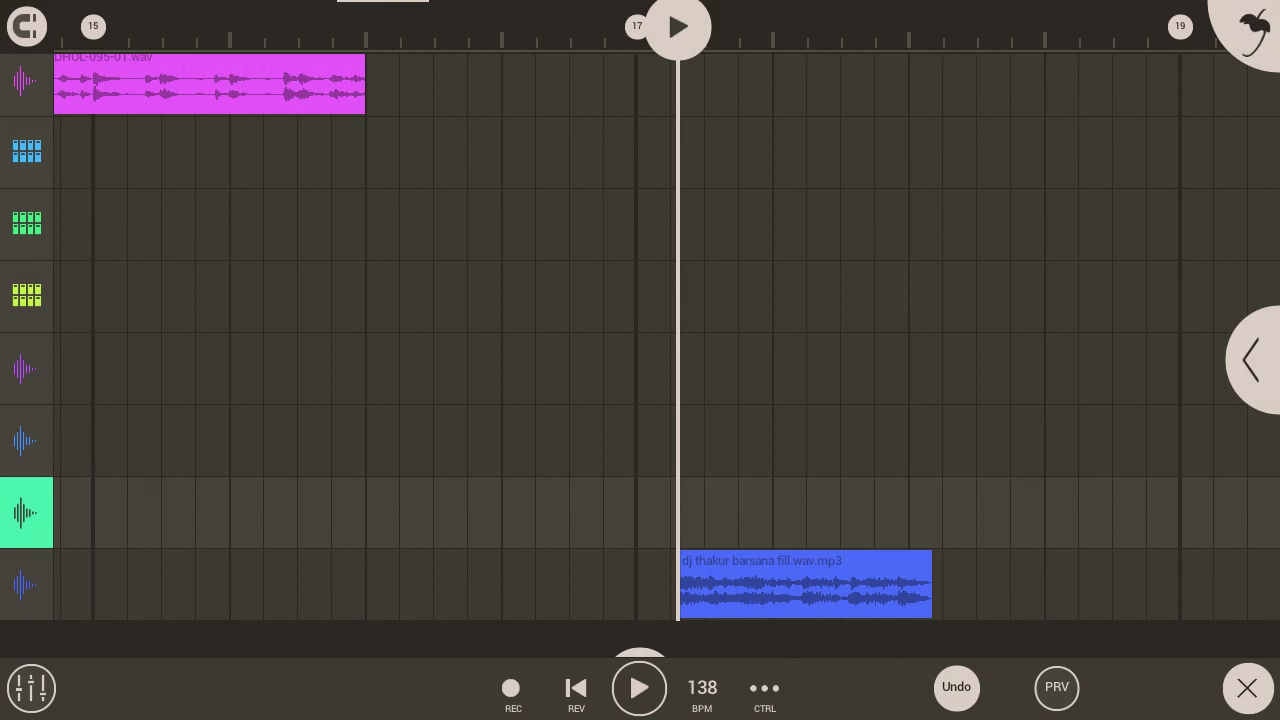 15
17
19
DHOL-095-01.wav
dj thakur barsana fill.wav.mp3
REC
REV
138
BPM
CTRL
Undo
PRV